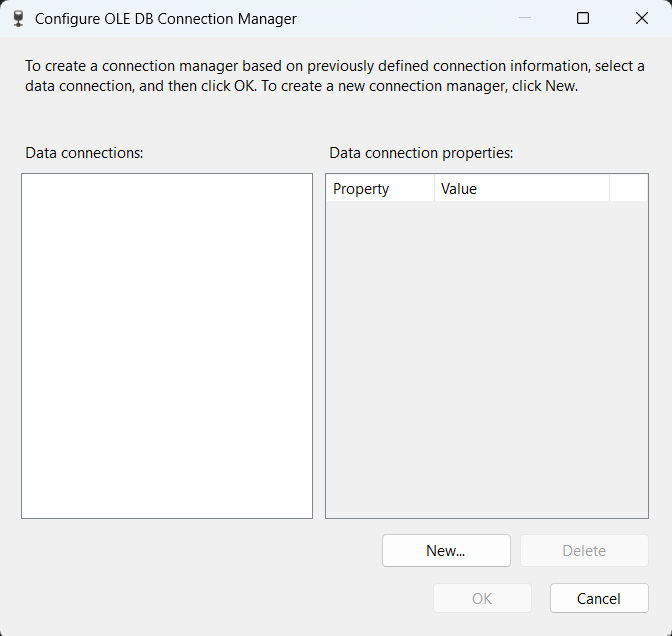 Configure OLE DB Connection Manager
To create a connection manager based on previously defined connection information, select a
data connection, and then click OK. To create a new connection manager, click New.
Data connections:
Data connection properties:
Property
Value
New...
Delete
OK
Cancel